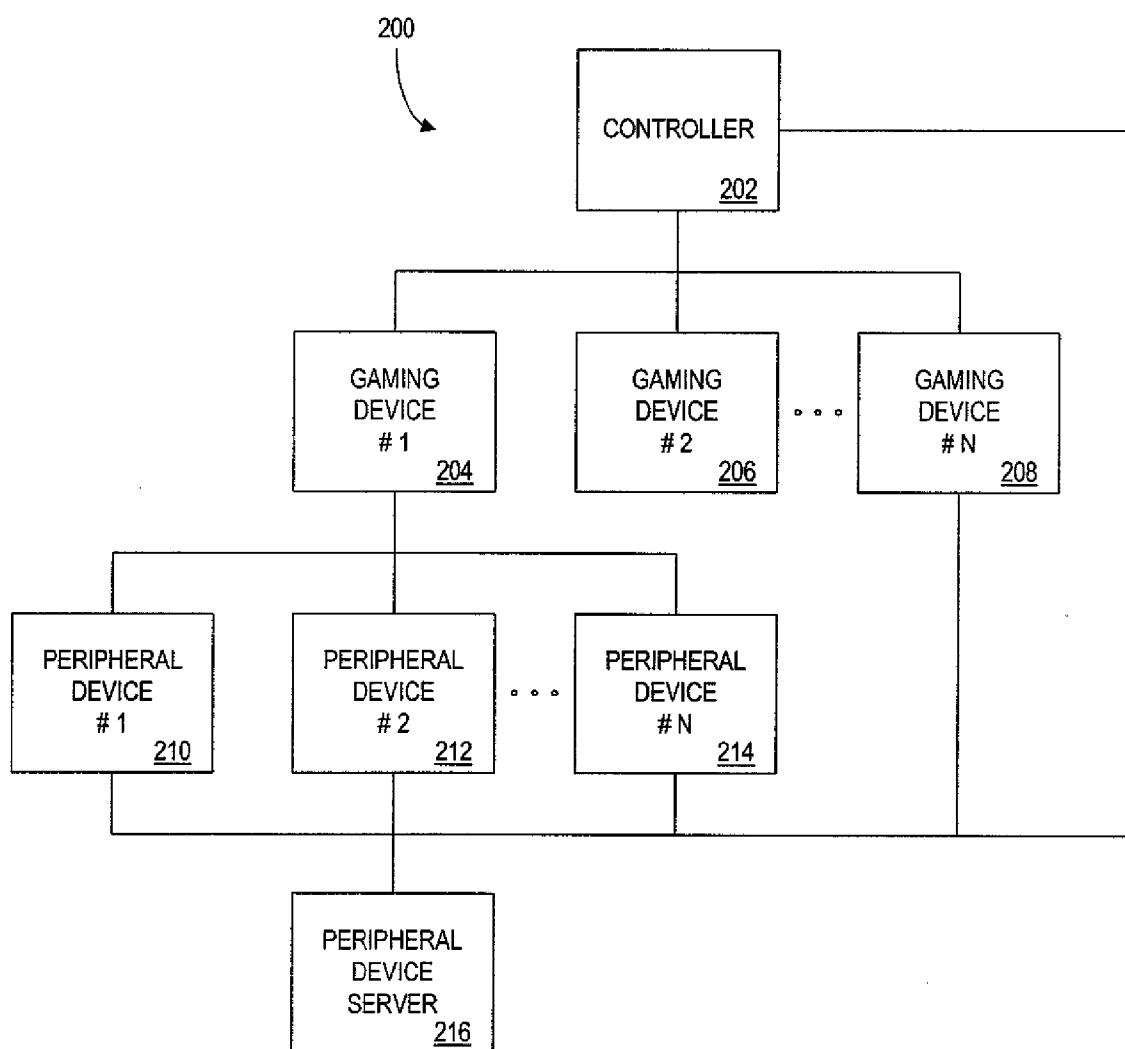 200
CONTROLLER
202
GAMING
DEVICE
# 1
204
GAMING
DEVICE
# 2
206
GAMING
DEVICE
# N
208
PERIPHERAL
DEVICE
# 1
210
PERIPHERAL
DEVICE
# 2
212
PERIPHERAL
DEVICE
# N
214
PERIPHERAL
DEVICE
SERVER
216